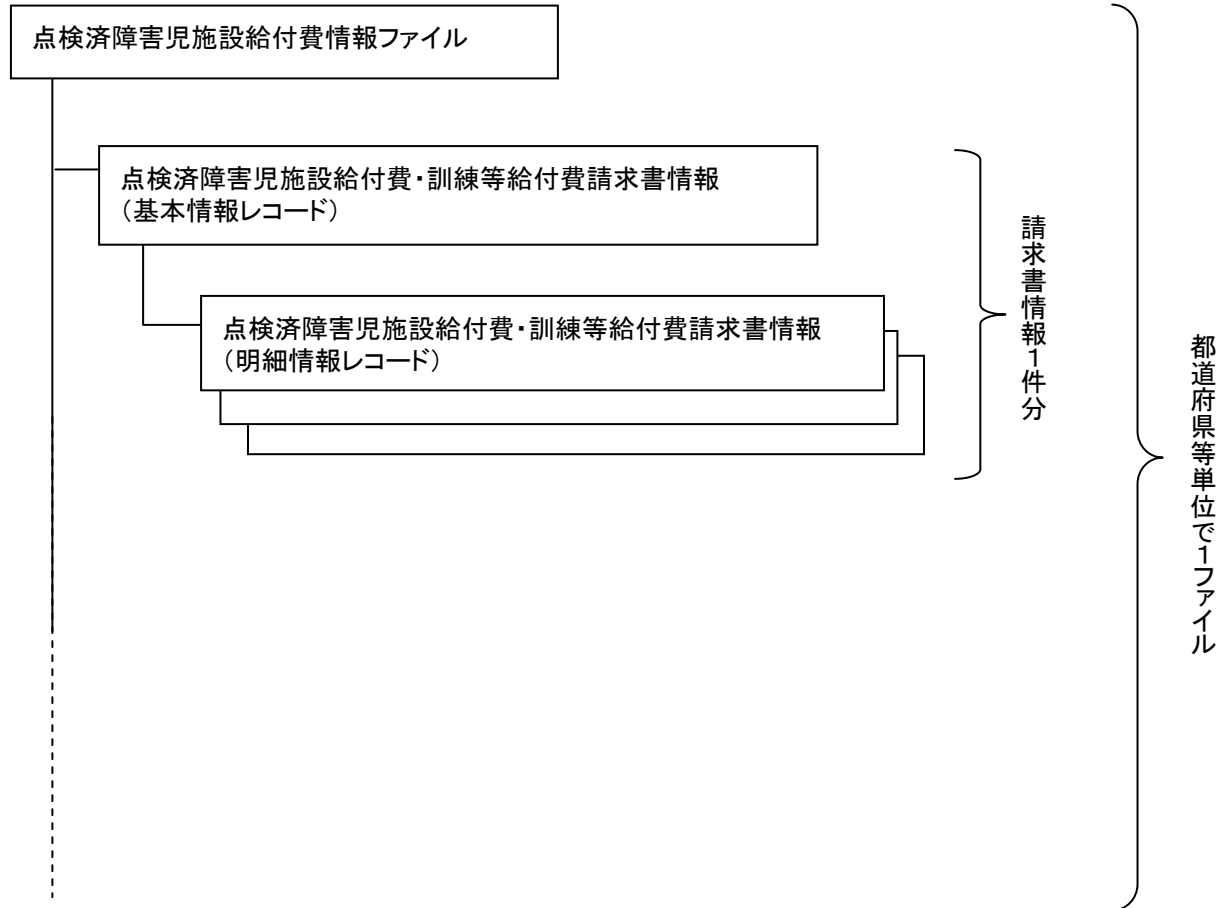 点検済障害児施設給付費情報ファイル
点検済障害児施設給付費・訓練等給付費請求書情報
（基本情報レコード）
点検済障害児施設給付費・訓練等給付費請求書情報
（明細情報レコード）
請求書情報１件分
都道府県等単位で１ファイル